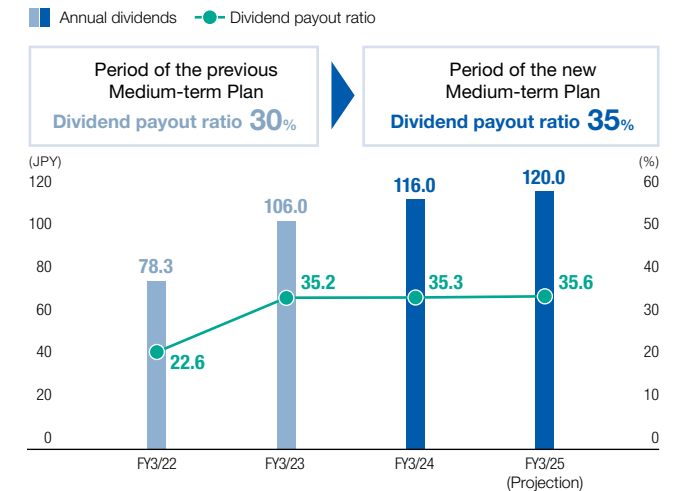 Annual dividends Dividend payout ratio
Period of the previous
Medium-term Plan
Dividend payout ratio 30%
Period of the new
Medium-term Plan
Dividend payout ratio 35%
(JPY)
(%)
120
100
80
60
40
20
0
60
50
40
30
20
10
0
78.3
106.0
116.0
120.0
22.6
35.2
35.3
35.6
FY3/22
FY3/23
FY3/24
FY3/25
(Projection)